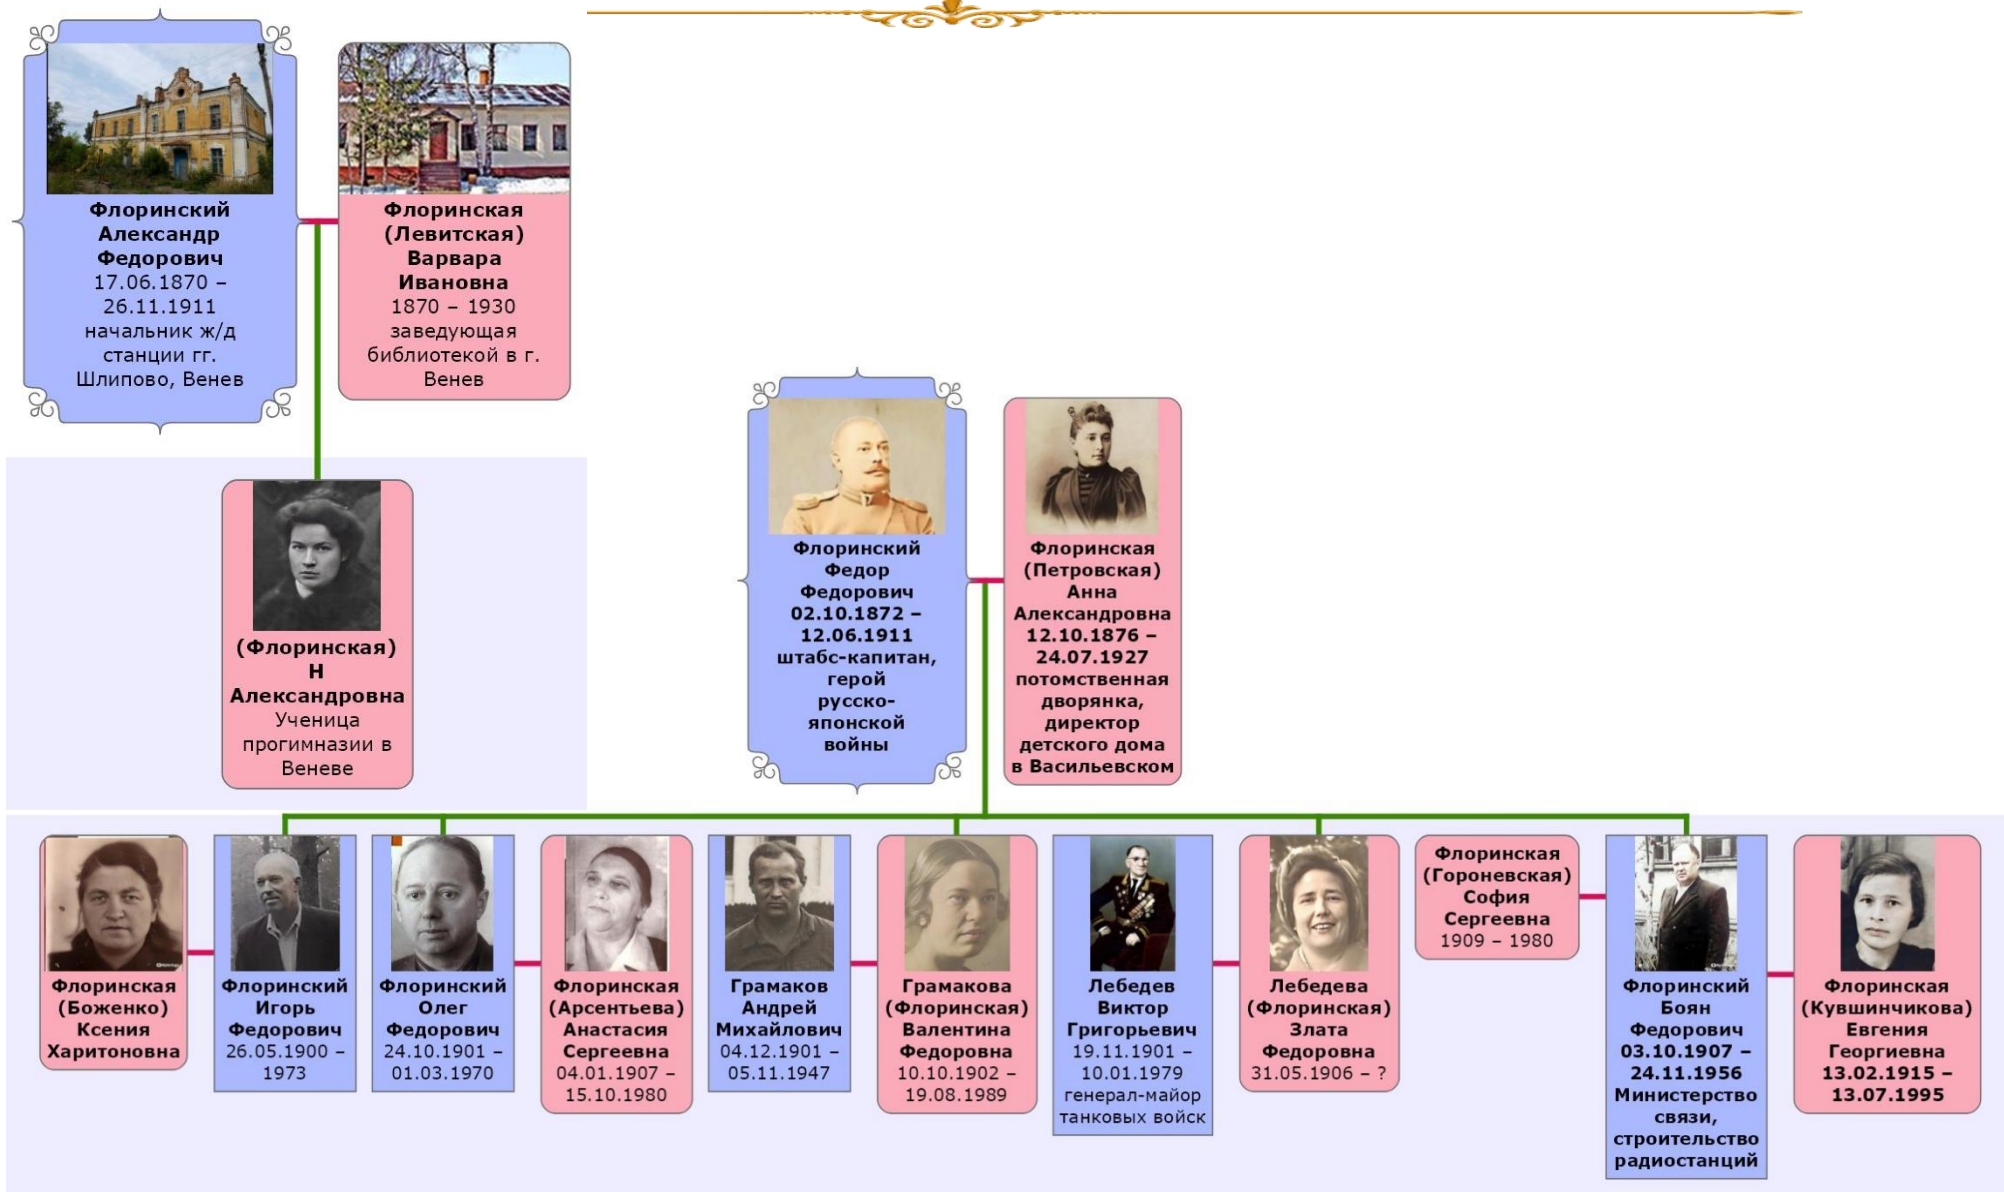 Флоринский
Александр
Федорович
17.06.1870 –
26.11.1911
начальник ж/д
станции гг.
Шлипово, Венев
Флоринская
(Левитская)
Варвара
Ивановна
1870 – 1930
заведующая
библиотекой в г.
Венев
(Флоринская)
Н
Александровна
Ученица
прогимназии в
Веневе
Флоринский
Федор
Федорович
02.10.1872 –
12.06.1911
штабс-капитан,
герой
русско-
японской
войны
Флоринская
(Петровская)
Анна
Александровна
12.10.1876 –
24.07.1927
потомственная
дворянка,
директор
детского дома
в Васильевском
Флоринская
(Боженко)
Ксения
Харитоновна
Флоринский
Игорь
Федорович
26.05.1900 –
1973
Флоринский
Олег
Федорович
24.10.1901 –
01.03.1970
Флоринская
(Арсентьева)
Анастасия
Сергеевна
04.01.1907 –
15.10.1980
Грамаков
Андрей
Михайлович
04.12.1901 –
05.11.1947
Грамакова
(Флоринская)
Валентина
Федоровна
10.10.1902 –
19.08.1989
Лебедев
Виктор
Григорьевич
19.11.1901 –
10.01.1979
генерал-майор
танковых войск
Лебедева
(Флоринская)
Злата
Федоровна
31.05.1906 – ?
Флоринская
(Гороневская)
София
Сергеевна
1909 – 1980
Флоринский
Боян
Федорович
03.10.1907 –
24.11.1956
Министерство
связи,
строительство
радиостанций
Флоринская
(Кувшинчикова)
Евгения
Георгиевна
13.02.1915 –
13.07.1995